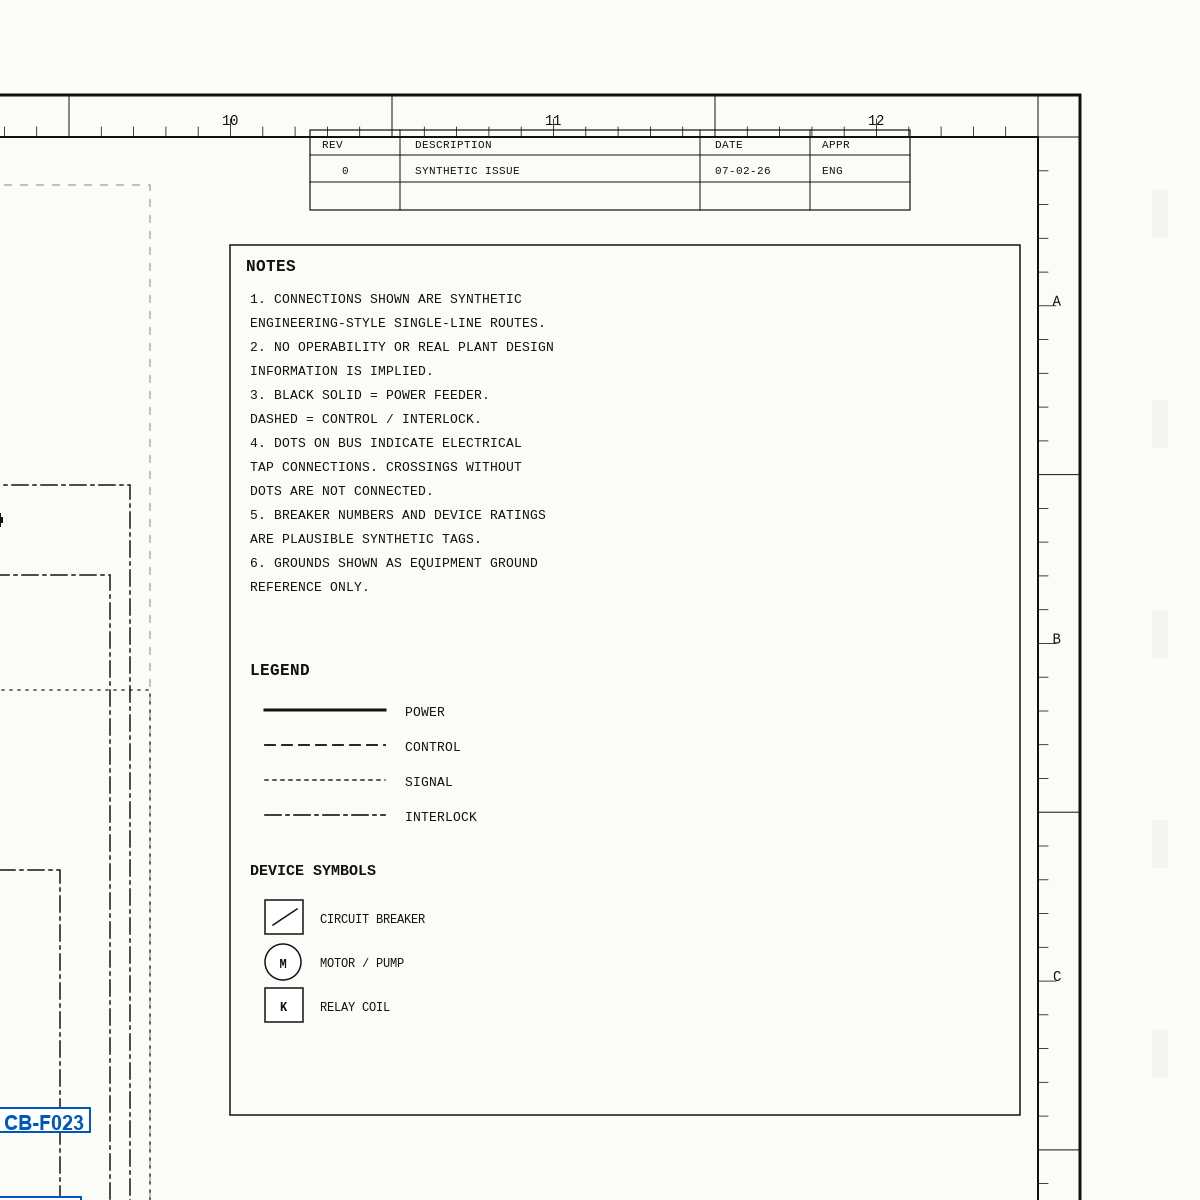 10 11 12
REV DESCRIPTION DATE APPR
0 SYNTHETIC ISSUE 07-02-26 ENG
NOTES
1. CONNECTIONS SHOWN ARE SYNTHETIC
ENGINEERING-STYLE SINGLE-LINE ROUTES.
2. NO OPERABILITY OR REAL PLANT DESIGN
INFORMATION IS IMPLIED.
3. BLACK SOLID = POWER FEEDER.
DASHED = CONTROL / INTERLOCK.
4. DOTS ON BUS INDICATE ELECTRICAL
TAP CONNECTIONS. CROSSINGS WITHOUT
DOTS ARE NOT CONNECTED.
5. BREAKER NUMBERS AND DEVICE RATINGS
ARE PLAUSIBLE SYNTHETIC TAGS.
6. GROUNDS SHOWN AS EQUIPMENT GROUND
REFERENCE ONLY.
LEGEND
POWER
CONTROL
SIGNAL
INTERLOCK
DEVICE SYMBOLS
CIRCUIT BREAKER
M MOTOR / PUMP
K RELAY COIL
A
B
C
CB-F023